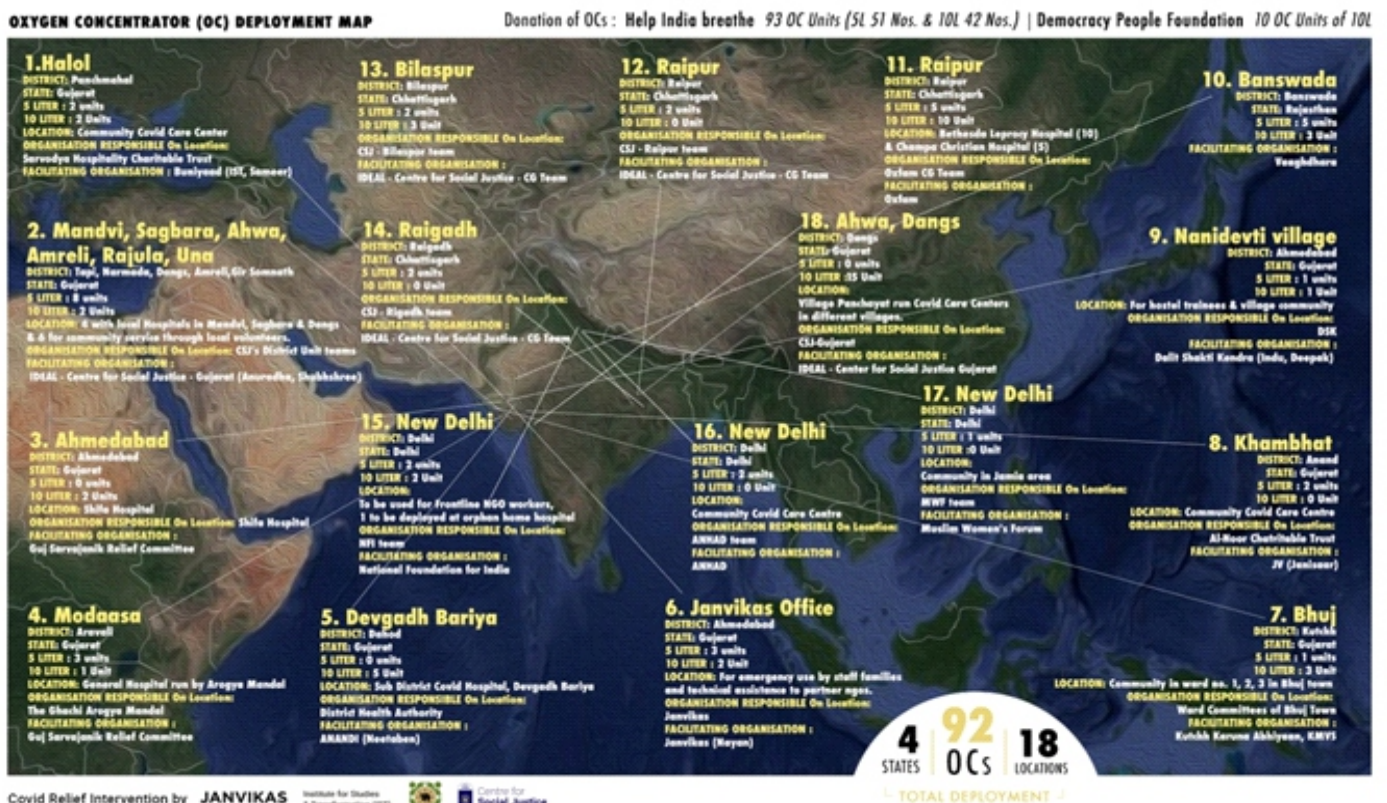 OXYGEN CONCENTRATOR (OC) DEPLOYMENT MAP
Donation of OCs : Help India breathe 93 OC Units (5L 51 Nos. & 10L 42 Nos.) | Democracy People Foundation 10 OC Units of 10L
1.Halol
DISTRICT: Panchmahal
STATE: Gujarat
5 LITER : 2 units
10 LITER : 2 Units
LOCATION: Community Covid Care Center
ORGANISATION RESPONSIBLE On Location:
Sarvodya Hospitality Charitable Trust
FACILITATING ORGANISATION : Buniyaad (IST, Sameer)
13. Bilaspur
DISTRICT: Bilaspur
STATE: Chhattisgarh
5 LITER : 2 units
10 LITER : 3 Unit
ORGANISATION RESPONSIBLE On Location:
CSJ - Bilaspur team
FACILITATING ORGANISATION :
IDEAL - Centre for Social Justice - CG Team
12. Raipur
DISTRICT: Raipur
STATE: Chhattisgarh
5 LITER : 2 units
10 LITER : 0 Unit
ORGANISATION RESPONSIBLE On Location:
CSJ - Raipur team
FACILITATING ORGANISATION :
IDEAL - Centre for Social Justice - CG Team
11. Raipur
DISTRICT: Raipur
STATE: Chhattisgarh
5 LITER : 5 units
10 LITER : 10 Unit
LOCATION: Bethesda Leprocy Hospital (10)
& Champa Christian Hospital (5)
ORGANISATION RESPONSIBLE On Location:
Oxfam CG Team
FACILITATING ORGANISATION :
Oxfam
10. Banswada
DISTRICT: Banswada
STATE: Rajasthan
5 LITER : 5 units
10 LITER : 3 Unit
FACILITATING ORGANISATION :
Vaaghdhara
2. Mandvi, Sagbara, Ahwa,
Amreli, Rajula, Una
DISTRICT: Tapi, Narmada, Dangs, Amreli,Gir Somnath
STATE: Gujarat
5 LITER : 8 units
10 LITER : 2 Units
LOCATION: 4 with local Hospitals in Mandvi, Sagbara & Dangs
& 6 for community service through local volunteers.
ORGANISATION RESPONSIBLE On Location: CSJ's District Unit teams
FACILITATING ORGANISATION :
IDEAL - Centre for Social Justice - Gujarat (Anuradha, Shubhshree)
14. Raigadh
DISTRICT: Raigadh
STATE: Chhattisgarh
5 LITER : 2 units
10 LITER : 0 Unit
ORGANISATION RESPONSIBLE On Location:
CSJ - Rigadh team
FACILITATING ORGANISATION :
IDEAL - Centre for Social Justice - CG Team
18. Ahwa, Dangs
DISTRICT: Dangs
STATE: Gujarat
5 LITER : 0 units
10 LITER :15 Unit
LOCATION:
Village Panchayat run Covid Care Centers
in different villages.
ORGANISATION RESPONSIBLE On Location:
CSJ-Gujarat
FACILITATING ORGANISATION :
IDEAL - Center for Social Justice Gujarat
9. Nanidevti village
DISTRICT: Ahmedabad
STATE: Gujarat
5 LITER : 1 units
10 LITER : 1 Unit
LOCATION: For hostel trainees & village community
ORGANISATION RESPONSIBLE On Location:
DSK
FACILITATING ORGANISATION :
Dalit Shakti Kendra (Indu, Deepak)
3. Ahmedabad
DISTRICT: Ahmedabad
STATE: Gujarat
5 LITER : 0 units
10 LITER : 2 Units
LOCATION: Shifa Hospital
ORGANISATION RESPONSIBLE On Location: Shifa Hospital
FACILITATING ORGANISATION :
Guj Sarvajanik Relief Committee
15. New Delhi
DISTRICT: Delhi
STATE: Delhi
5 LITER : 2 units
10 LITER : 2 Unit
LOCATION:
To be used for Frontline NGO workers,
1 to be deployed at orphan home hospital
ORGANISATION RESPONSIBLE On Location:
NFI team
FACILITATING ORGANISATION :
National Foundation for India
16. New Delhi
DISTRICT: Delhi
STATE: Delhi
5 LITER : 2 units
10 LITER : 0 Unit
LOCATION:
Community Covid Care Centre
ORGANISATION RESPONSIBLE On Location:
ANHAD team
FACILITATING ORGANISATION :
ANHAD
17. New Delhi
DISTRICT: Delhi
STATE: Delhi
5 LITER : 1 units
10 LITER :0 Unit
LOCATION:
Community in Jamia area
ORGANISATION RESPONSIBLE On Location:
MWF team
FACILITATING ORGANISATION :
Muslim Women's Forum
8. Khambhat
DISTRICT: Anand
STATE: Gujarat
5 LITER : 2 units
10 LITER : 0 Unit
LOCATION: Community Covid Care Centre
ORGANISATION RESPONSIBLE On Location:
Al-Noor Chatritable Trust
FACILITATING ORGANISATION :
JV (Janisaar)
4. Modaasa
DISTRICT: Aravali
STATE: Gujarat
5 LITER : 3 units
10 LITER : 1 Unit
LOCATION: General Hospital run by Arogya Mandal
ORGANISATION RESPONSIBLE On Location:
The Ghachi Arogya Mandal
FACILITATING ORGANISATION :
Guj Sarvajanik Relief Committee
5. Devgadh Bariya
DISTRICT: Dahod
STATE: Gujarat
5 LITER : 0 units
10 LITER : 5 Unit
LOCATION: Sub District Covid Hospital, Devgadh Bariya
ORGANISATION RESPONSIBLE On Location:
District Health Authority
FACILITATING ORGANISATION :
ANANDI (Neetaben)
6. Janvikas Office
DISTRICT: Ahmedabad
STATE: Gujarat
5 LITER : 3 units
10 LITER : 2 Unit
LOCATION: For emergency use by staff families
and technical assistance to partner ngos.
ORGANISATION RESPONSIBLE On Location:
Janvikas
FACILITATING ORGANISATION :
Janvikas (Nayan)
7. Bhuj
DISTRICT: Kutchh
STATE: Gujarat
5 LITER : 1 units
10 LITER : 3 Unit
LOCATION: Community in ward no. 1, 2, 3 in Bhuj town
ORGANISATION RESPONSIBLE On Location:
Ward Committees of Bhuj Town
FACILITATING ORGANISATION :
Kutchh Karuna Abhiyaan, KMVS
4 STATES
92 OCs
18 LOCATIONS
TOTAL DEPLOYMENT
Covid Relief Intervention by JANVIKAS
Institute for Studies
Centre for
Social Justice